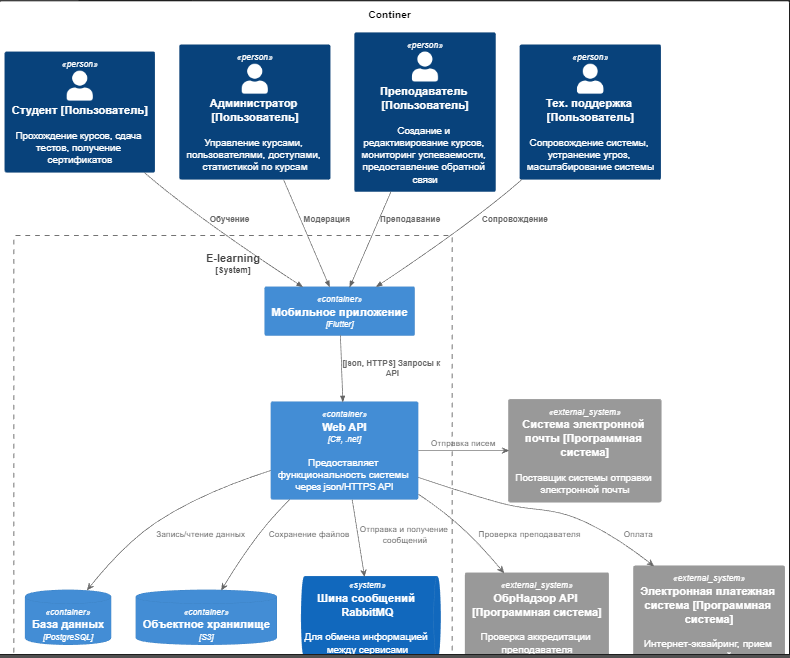 Continer
«person»
Студент [Пользователь]
Прохождение курсов, сдача
тестов, получение
сертификатов
«person»
Администратор
[Пользователь]
Управление курсами,
пользователями, доступами,
статистикой по курсам
«person»
Преподаватель
[Пользователь]
Создание и
редактивирование курсов,
мониторинг успеваемости,
предоставление обратной
связи
«person»
Тех. поддержка
[Пользователь]
Сопровождение системы,
устранение угроз,
масштабирование системы
Обучение
Модерация
Преподавание
Сопровождение
E-learning
[System]
«container»
Мобильное приложение
[Flutter]
[json, HTTPS] Запросы к
API
«container»
Web API
[C#, .net]
Предоставляет
функциональность системы
через json/HTTPS API
Отправка писем
«external_system»
Система электронной
почты [Программная
система]
Поставщик системы отправки
электронной почты
Запись/чтение данных
Сохранение файлов
Отправка и получение
сообщений
Проверка преподавателя
Оплата
«container»
База данных
[PostgreSQL]
«container»
Объектное хранилище
[S3]
«system»
Шина сообщений
RabbitMQ
Для обмена информацией
между сервисами
«external_system»
ОбрНадзор API
[Программная система]
Проверка аккредитации
преподавателя
«external_system»
Электронная платежная
система [Программная
система]
Интернет-эквайринг, прием